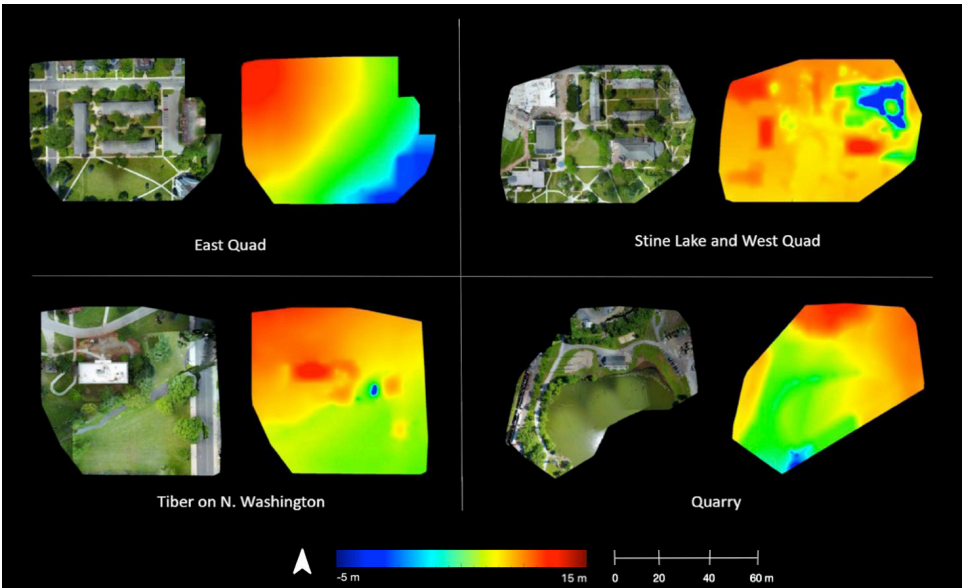 East Quad
Stine Lake and West Quad
Tiber on N. Washington
Quarry
-5 m
15 m
0 20 40 60 m